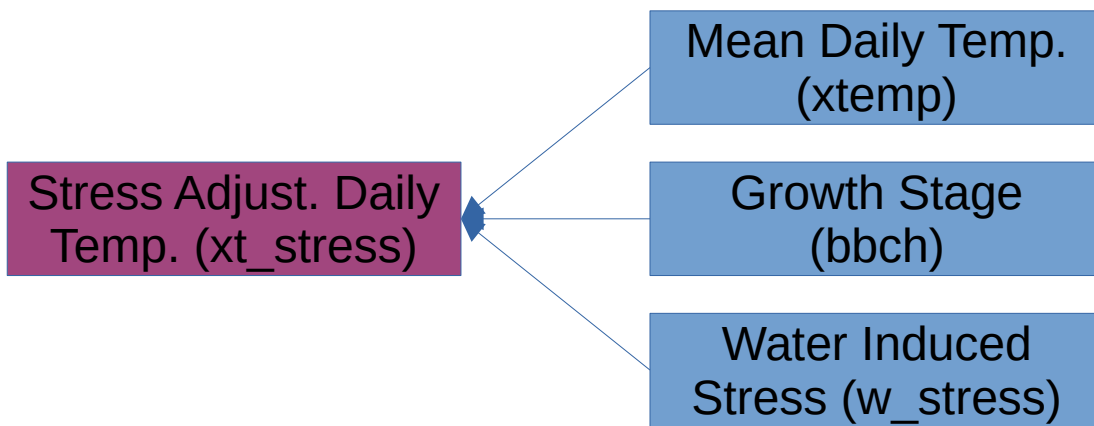 Mean Daily Temp.
(xtemp)
Stress Adjust. Daily
Temp. (xt_stress)
Growth Stage
(bbch)
Water Induced
Stress (w_stress)